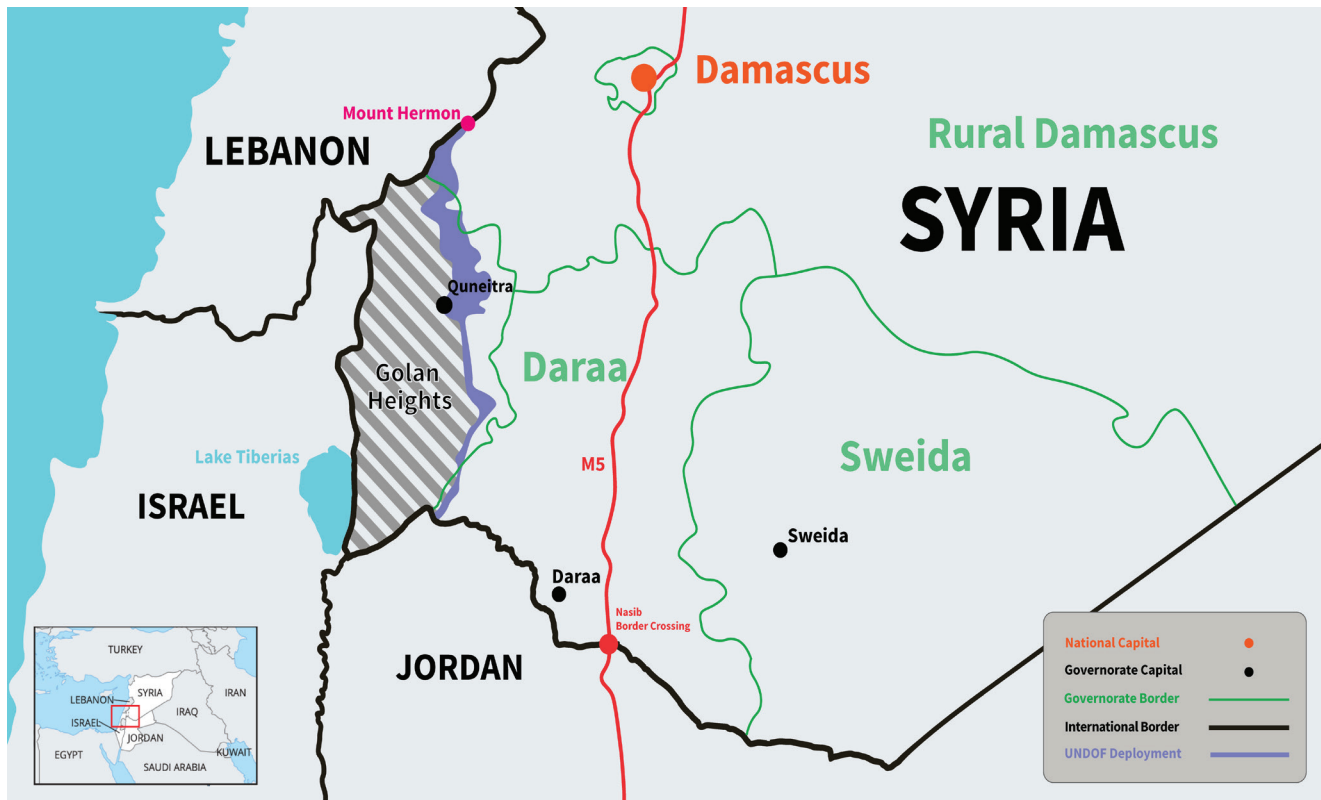 Damascus
Mount Hermon
Rural Damascus
LEBANON
SYRIA
Quneitra
Daraa
Golan
Heights
Lake Tiberias
M5
Sweida
ISRAEL
Sweida
Daraa
Nasib
Border Crossing
JORDAN
TURKEY
SYRIA
LEBANON
IRAN
IRAQ
ISRAEL
JORDAN
EGYPT
KUWAIT
SAUDI ARABIA
National Capital
Governorate Capital
Governorate Border
International Border
UNDOF Deployment